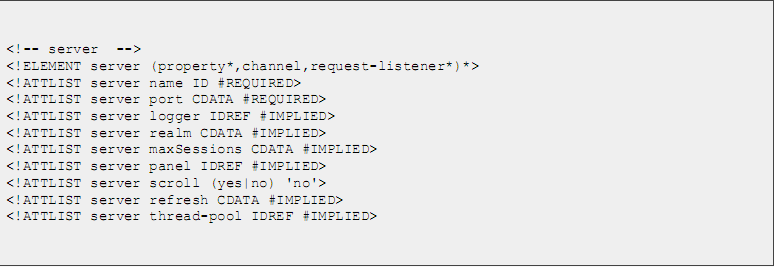 <!-- server  -->
<!ELEMENT server (property*,channel,request-listener*)*>
<!ATTLIST server name ID #REQUIRED>
<!ATTLIST server port CDATA #REQUIRED>
<!ATTLIST server logger IDREF #IMPLIED>
<!ATTLIST server realm CDATA #IMPLIED>
<!ATTLIST server maxSessions CDATA #IMPLIED>
<!ATTLIST server panel IDREF #IMPLIED>
<!ATTLIST server scroll (yes|no) 'no'>
<!ATTLIST server refresh CDATA #IMPLIED>
<!ATTLIST server thread-pool IDREF #IMPLIED>